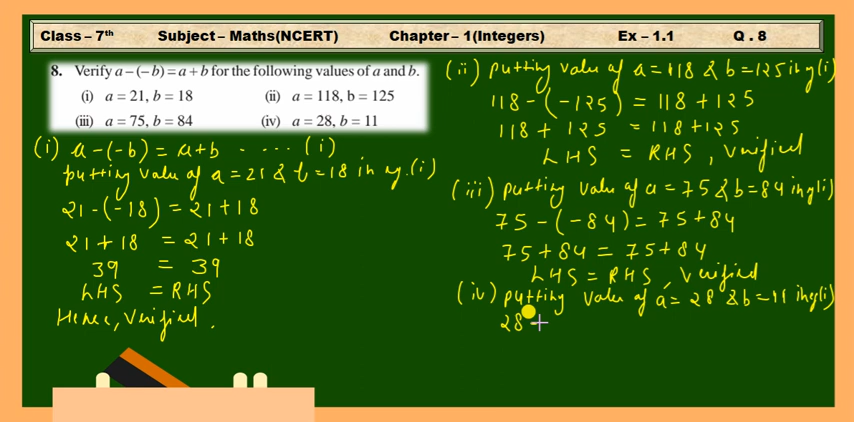 Class – 7th Subject – Maths(NCERT) Chapter – 1(Integers) Ex – 1.1 Q . 8
8. Verify a – (– b) = a + b for the following values of a and b.
(i) a = 21, b = 18 (ii) a = 118, b = 125
(iii) a = 75, b = 84 (iv) a = 28, b = 11
(i) a - (-b) = a + b - . . . . (i)
putting value of a = 21 & b = 18 in eq.(i)
21 - (-18) = 21 + 18
21 + 18 = 21 + 18
39 = 39
LHS = RHS
Hence, Verified.
(ii) putting value of a = 118 & b = 125 in eq(i)
118 - (-125) = 118 + 125
118 + 125 = 118 + 125
LHS = RHS, Verified
(iii) putting value of a = 75 & b = 84 in eq(i)
75 - (-84) = 75 + 84
75 + 84 = 75 + 84
LHS = RHS, Verified
(iv) putting value of a = 28 & b = 11 in eq(i)
28